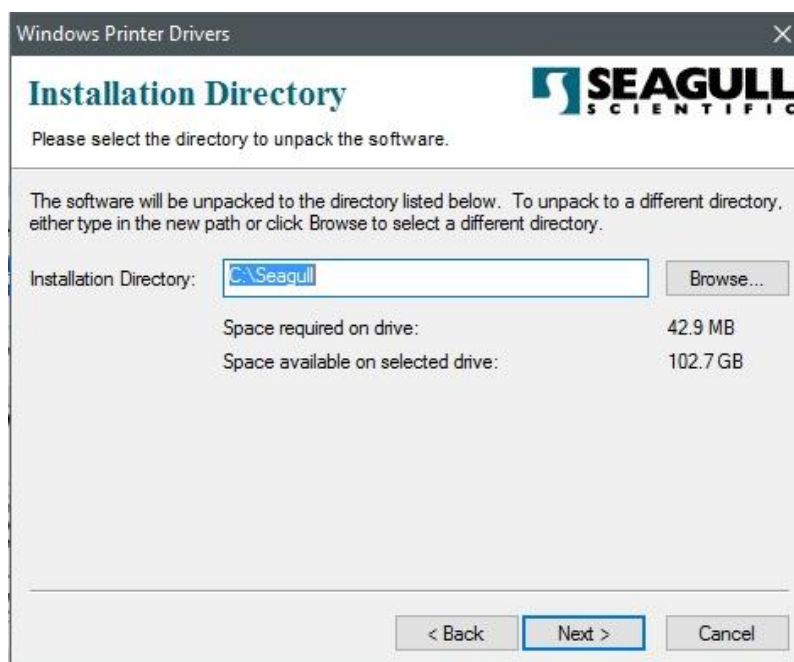 Windows Printer Drivers
Installation Directory
SEAGULL
SCIENTIFIC
Please select the directory to unpack the software.
The software will be unpacked to the directory listed below. To unpack to a different directory,
either type in the new path or click Browse to select a different directory.
Installation Directory: C:\Seagull Browse...
Space required on drive: 42.9 MB
Space available on selected drive: 102.7 GB
< Back Next > Cancel